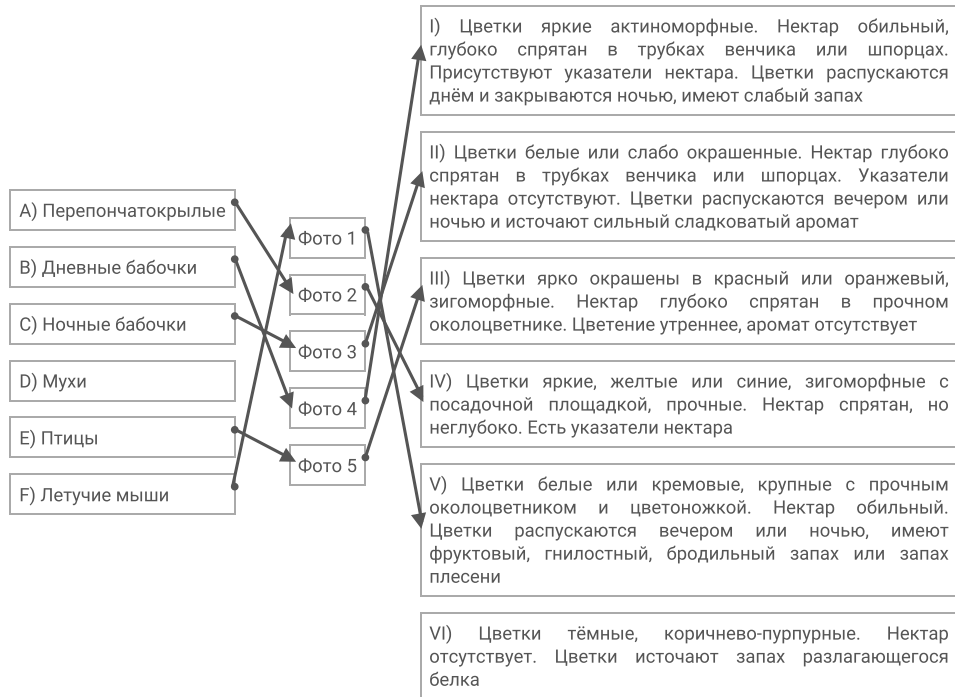 A) Перепончатокрылые
B) Дневные бабочки
C) Ночные бабочки
D) Мухи
E) Птицы
F) Летучие мыши
Фото 1
Фото 2
Фото 3
Фото 4
Фото 5
I) Цветки яркие актиноморфные. Нектар обильный,
глубоко спрятан в трубках венчика или шпорцах.
Присутствуют указатели нектара. Цветки распускаются
днём и закрываются ночью, имеют слабый запах
II) Цветки белые или слабо окрашенные. Нектар глубоко
спрятан в трубках венчика или шпорцах. Указатели
нектара отсутствуют. Цветки распускаются вечером или
ночью и источают сильный сладковатый аромат
III) Цветки ярко окрашены в красный или оранжевый,
зигоморфные. Нектар глубоко спрятан в прочном
околоцветнике. Цветение утреннее, аромат отсутствует
IV) Цветки яркие, желтые или синие, зигоморфные с
посадочной площадкой, прочные. Нектар спрятан, но
неглубоко. Есть указатели нектара
V) Цветки белые или кремовые, крупные с прочным
околоцветником и цветоножкой. Нектар обильный.
Цветки распускаются вечером или ночью, имеют
фруктовый, гнилостный, бродильный запах или запах
плесени
VI) Цветки тёмные, коричнево-пурпурные. Нектар
отсутствует. Цветки источают запах разлагающегося
белка